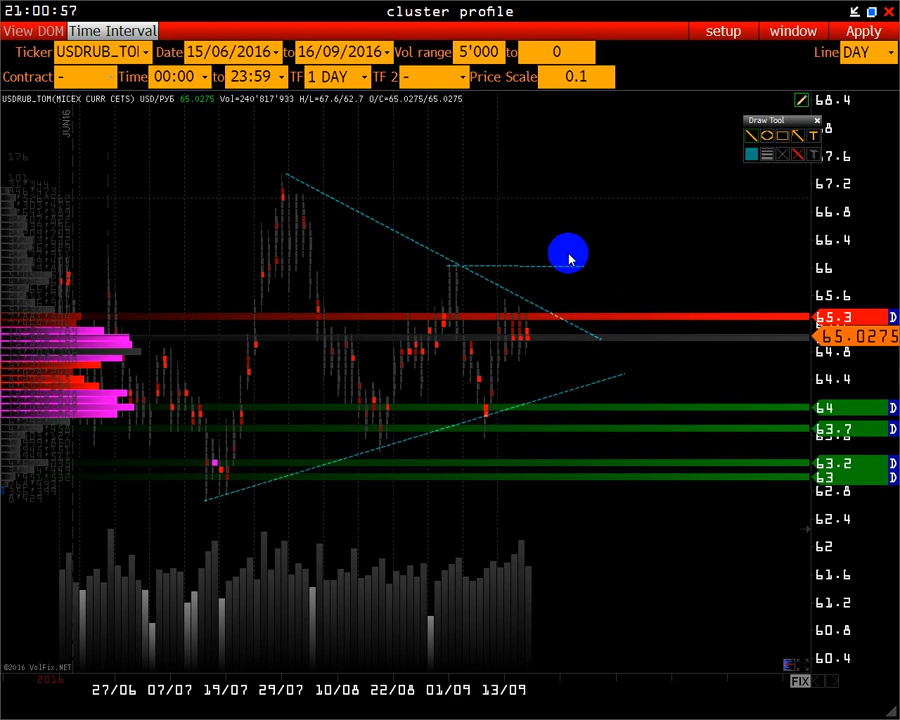 21:00:57 cluster profile
View DOM Time Interval setup window Apply
Ticker USDRUB_TO Date 15/06/2016 to 16/09/2016 Vol range 5'000 to 0 Line DAY
Contract - Time 00:00 to 23:59 TF 1 DAY TF 2 - Price Scale 0.1
USDRUB_TOM(MICEX CURR CETS) USD/РУБ 65.0275 Vol=240'817'933 H/L=67.6/62.7 O/C=65.0275/65.0275
68.4
JUN16
Draw Tool
T
T
176
67.2
66.8
66.4
66
65.6
65.3 D
65.0275
64.8
64.4
64 D
63.7 D
63.2 D
63 D
62.8
62.4
62
61.6
61.2
60.8
60.4
©2016 VolFix.NET
2016
FIX
27/06 07/07 19/07 29/07 10/08 22/08 01/09 13/09